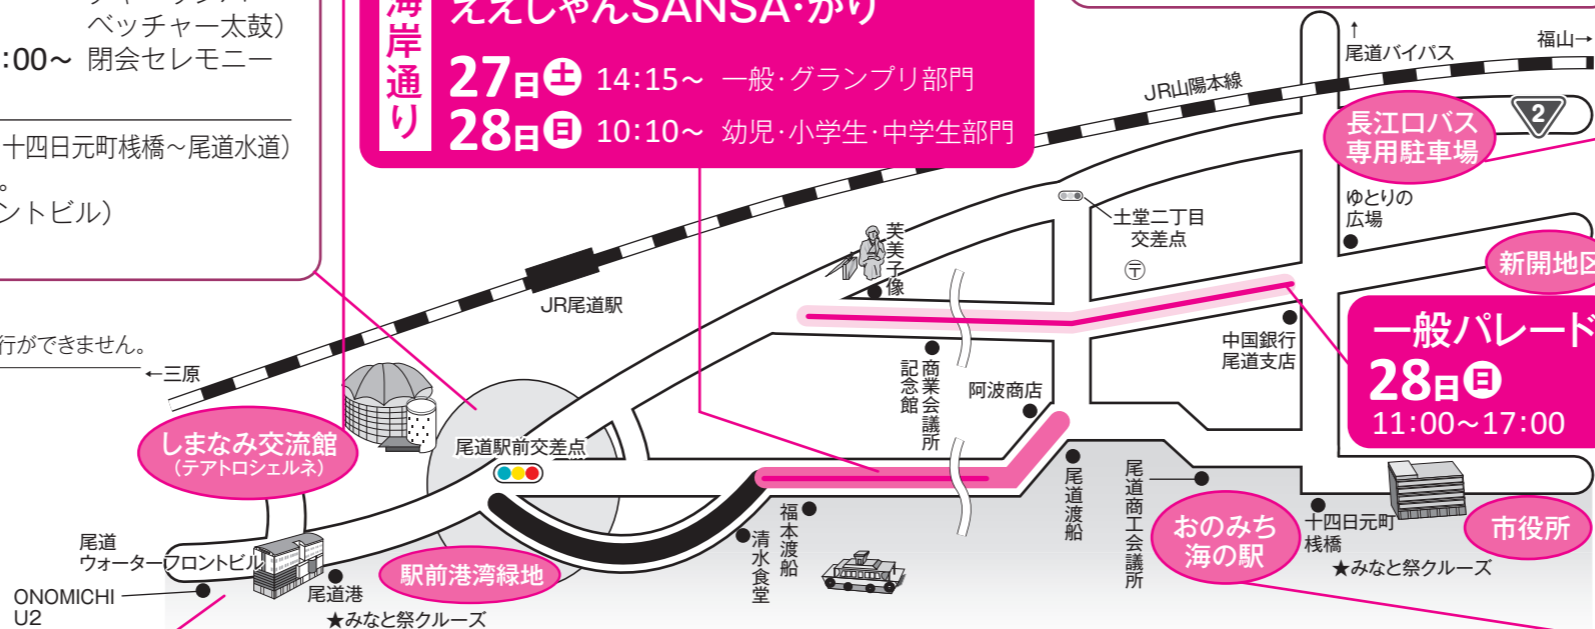 ベッチャー太鼓）
:00～ 閉会セレモニー
十四日元町桟橋～尾道水道）
。
ントビル）
行ができません。
海岸通り
ええじゃんSANSA・がり
27日土 14:15～ 一般・グランプリ部門
28日日 10:10～ 幼児・小学生・中学生部門
↑
尾道バイパス
福山→
JR山陽本線
2
長江口バス
専用駐車場
ゆとりの
広場
土堂二丁目
交差点
〒
新開地区
芙美子像
JR尾道駅
←三原
一般パレード
28日日
11:00～17:00
中国銀行
尾道支店
商業会議所
記念館
阿波商店
しまなみ交流館
（テアトロシェルネ）
尾道駅前交差点
尾道渡船
尾道商工会議所
おのみち
海の駅
十四日元町
桟橋
★みなと祭クルーズ
市役所
福本渡船
清水食堂
駅前港湾緑地
尾道
ウォーターフロントビル
尾道港
★みなと祭クルーズ
ONOMICHI
U2